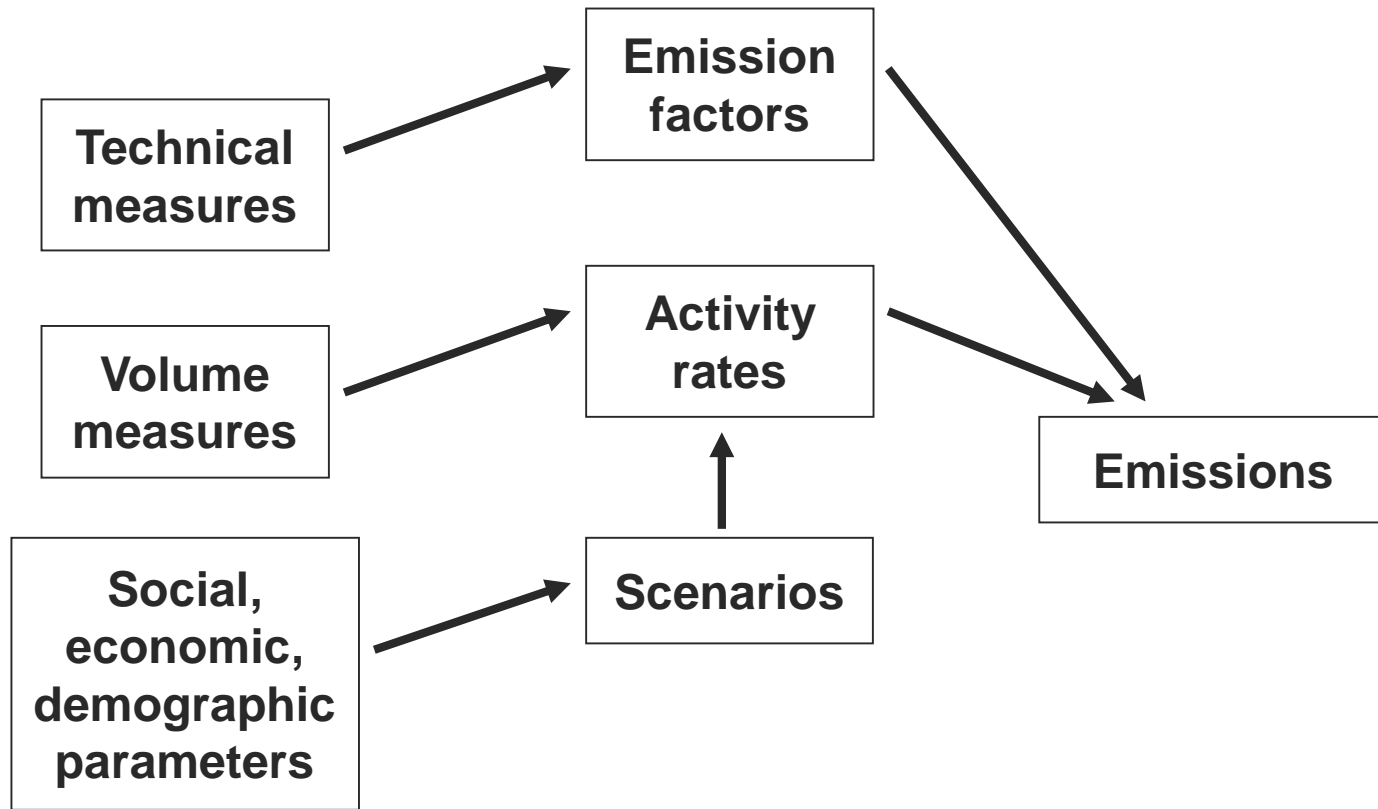 Emission
factors
Technical
measures
Activity
rates
Volume
measures
Emissions
Scenarios
Social,
economic,
demographic
parameters